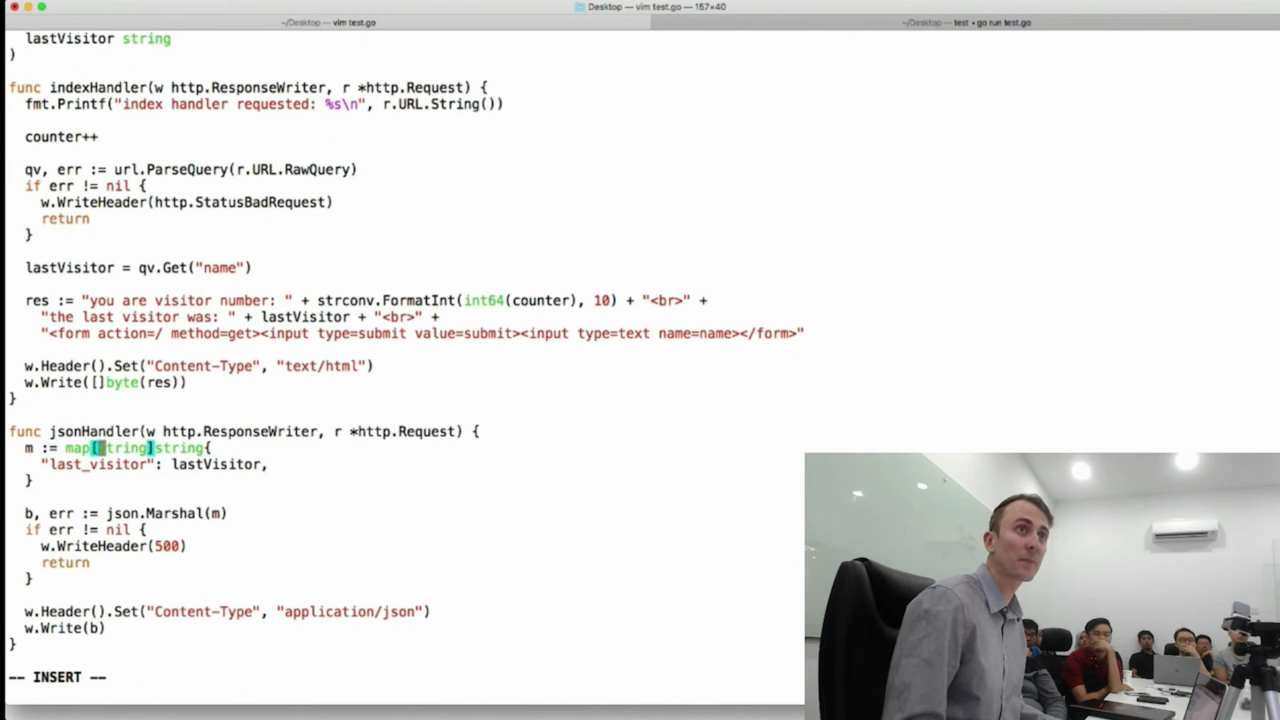 Desktop — vim test.go — 157×40
~/Desktop — vim test.go
~/Desktop — test • go run test.go
lastVisitor string
)
func indexHandler(w http.ResponseWriter, r *http.Request) {
fmt.Printf("index handler requested: %s\n", r.URL.String())
counter++
qv, err := url.ParseQuery(r.URL.RawQuery)
if err != nil {
w.WriteHeader(http.StatusBadRequest)
return
}
lastVisitor = qv.Get("name")
res := "you are visitor number: " + strconv.FormatInt(int64(counter), 10) + "<br>" +
"the last visitor was: " + lastVisitor + "<br>" +
"<form action=/ method=get><input type=submit value=submit><input type=text name=name></form>"
w.Header().Set("Content-Type", "text/html")
w.Write([]byte(res))
}
func jsonHandler(w http.ResponseWriter, r *http.Request) {
m := map[string]string{
"last_visitor": lastVisitor,
}
b, err := json.Marshal(m)
if err != nil {
w.WriteHeader(500)
return
}
w.Header().Set("Content-Type", "application/json")
w.Write(b)
}
-- INSERT --